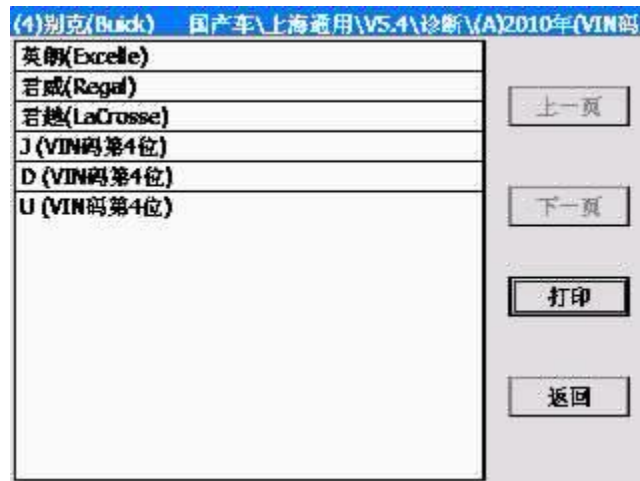 (4)别克(Buick) 国产车\上海通用\V5.4\诊断\(A)2010年(VIN码
英朗(Excelle)
君威(Regal)
君越(LaCrosse)
J (VIN码第4位)
D (VIN码第4位)
U (VIN码第4位)
上一页
下一页
打印
返回